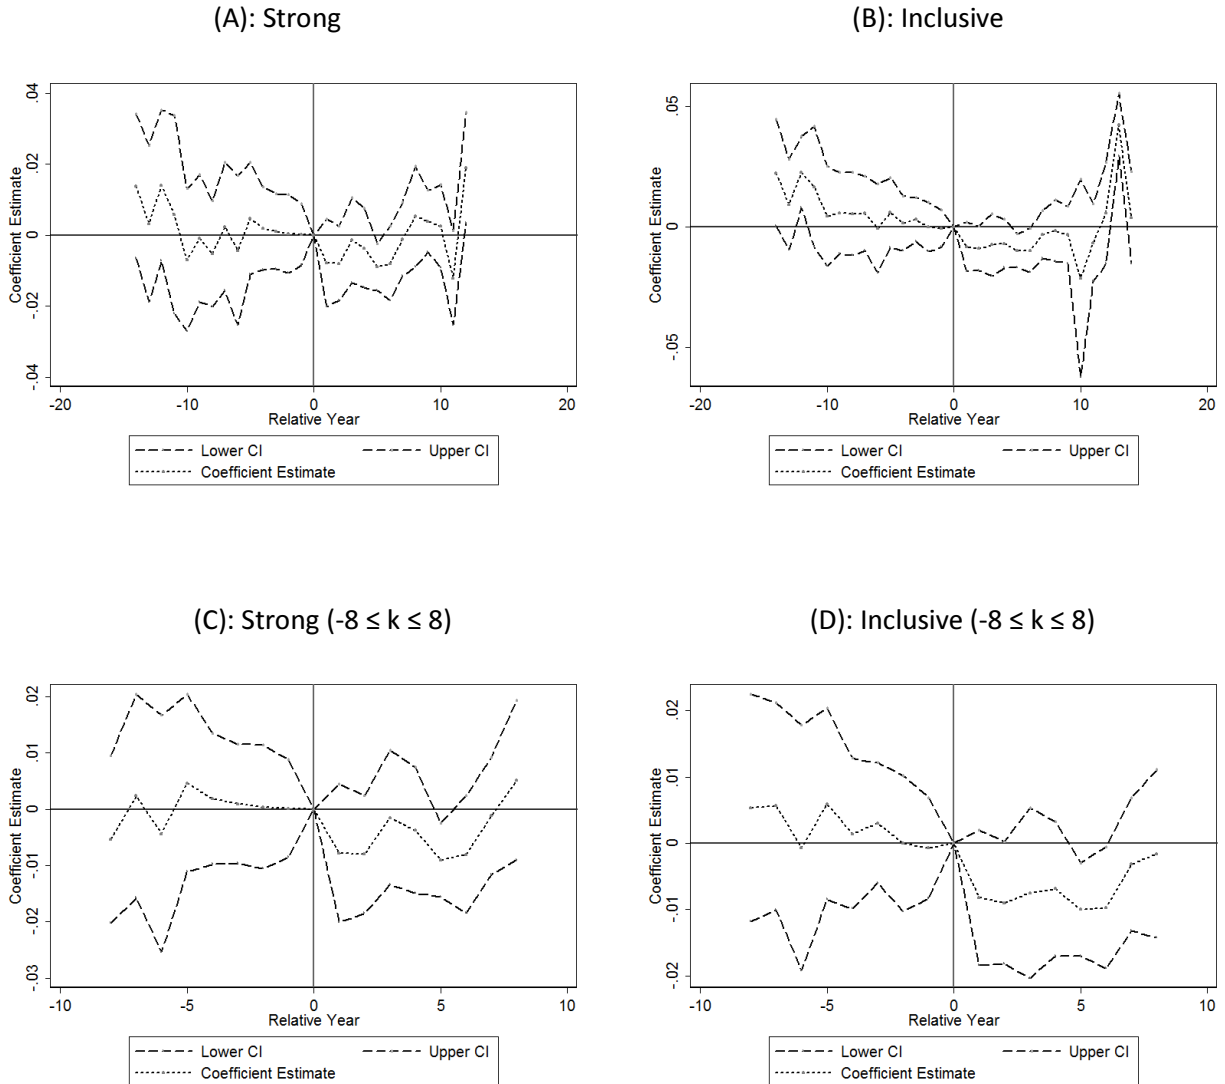 (A): Strong
(B): Inclusive
Coefficient Estimate
.04
.02
0
-.02
-.04
-20
-10
0
10
20
Relative Year
Lower CI
Upper CI
Coefficient Estimate
Coefficient Estimate
.05
0
-.05
-20
-10
0
10
20
Relative Year
Lower CI
Upper CI
Coefficient Estimate
(C): Strong (-8 ≤ k ≤ 8)
(D): Inclusive (-8 ≤ k ≤ 8)
Coefficient Estimate
.02
.01
0
-.01
-.02
-.03
-10
-5
0
5
10
Relative Year
Lower CI
Upper CI
Coefficient Estimate
Coefficient Estimate
.02
.01
0
-.01
-.02
-10
-5
0
5
10
Relative Year
Lower CI
Upper CI
Coefficient Estimate